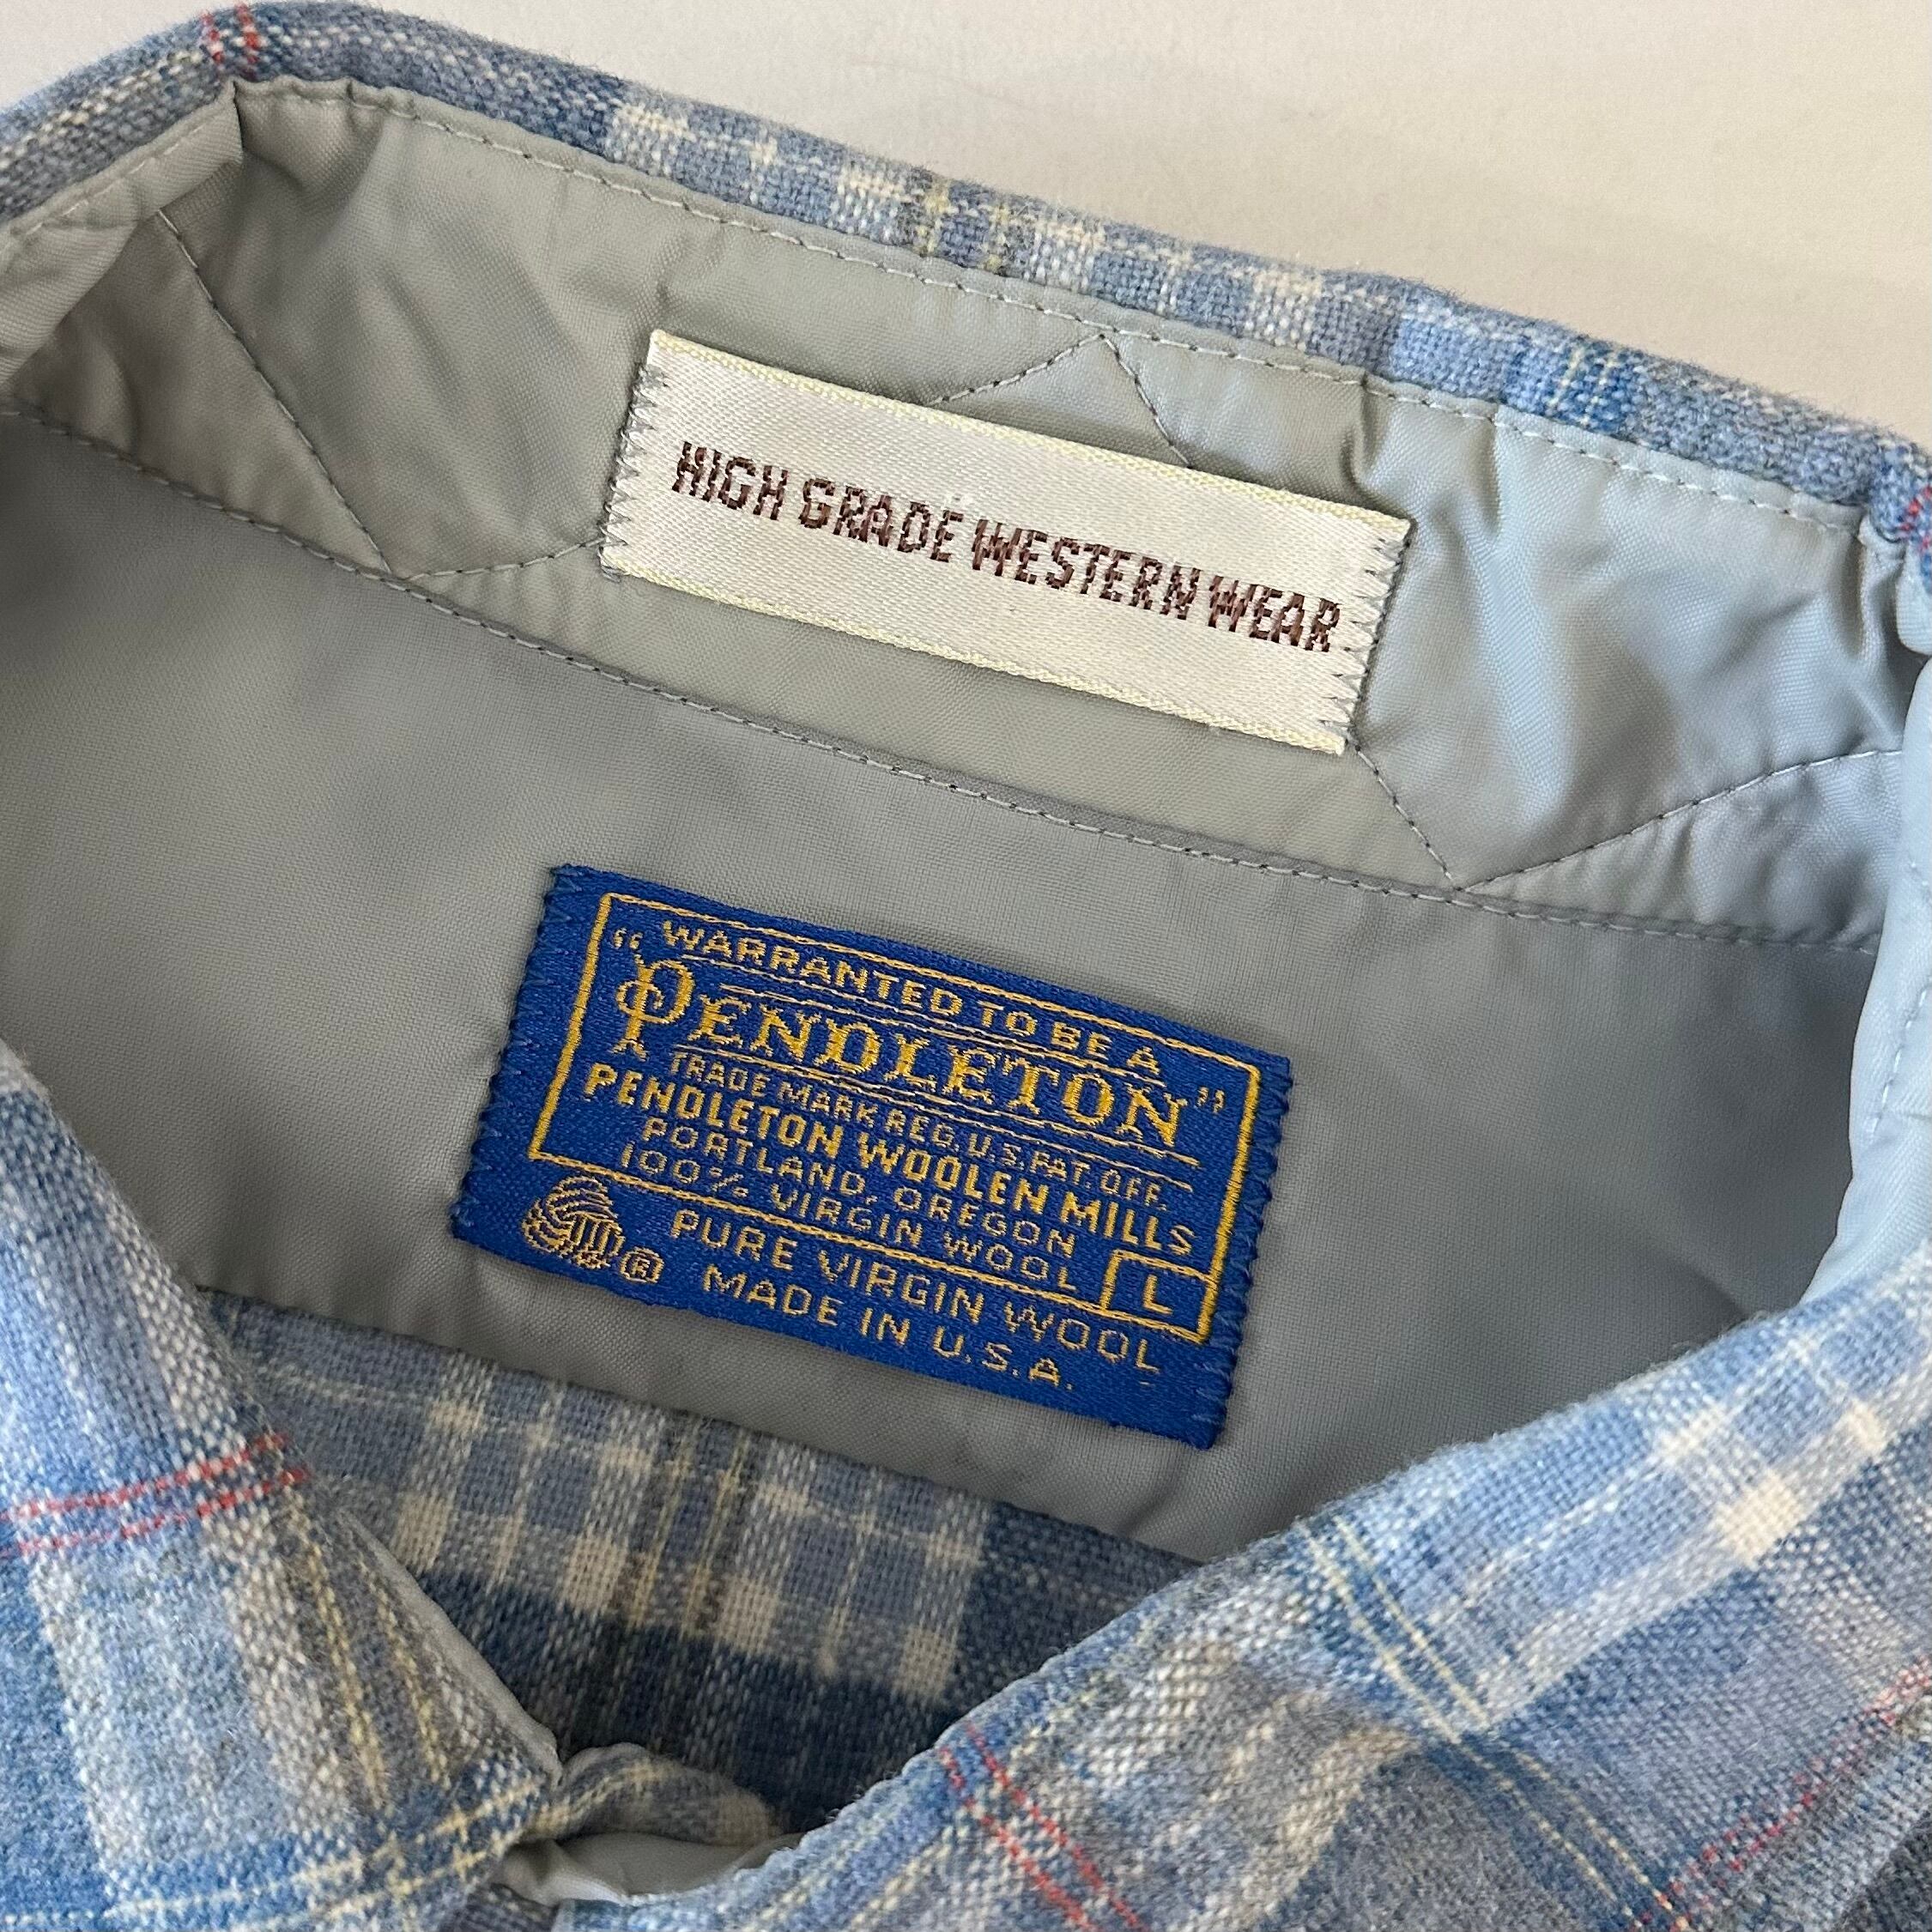 HIGH GRADE WESTERN WEAR
"WARRANTED TO BE A
PENDLETON"
TRADE MARK REG. U.S. PAT. OFF.
PENDLETON WOOLEN MILLS
PORTLAND, OREGON
100% VIRGIN WOOL L
® PURE VIRGIN WOOL
MADE IN U.S.A.